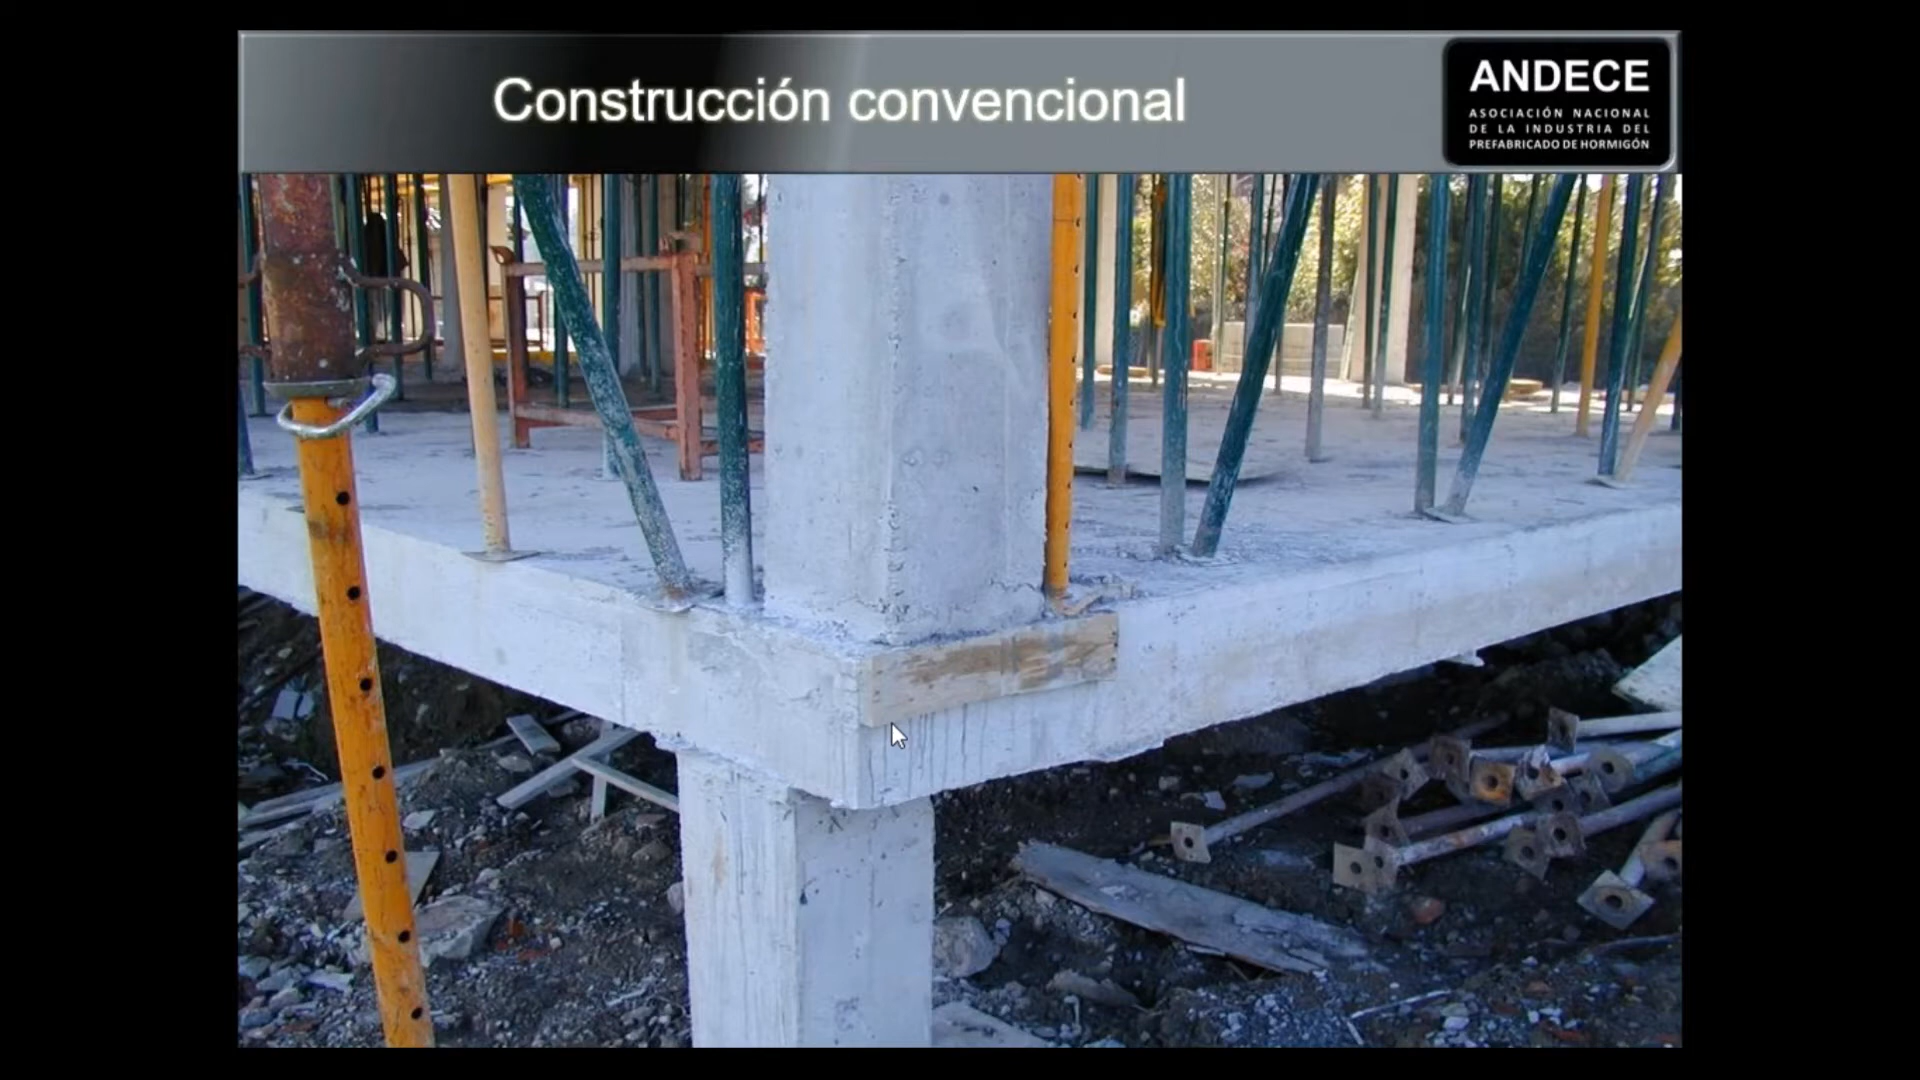 Construcción convencional
ANDECE
ASOCIACIÓN NACIONAL
DE LA INDUSTRIA DEL
PREFABRICADO DE HORMIGÓN